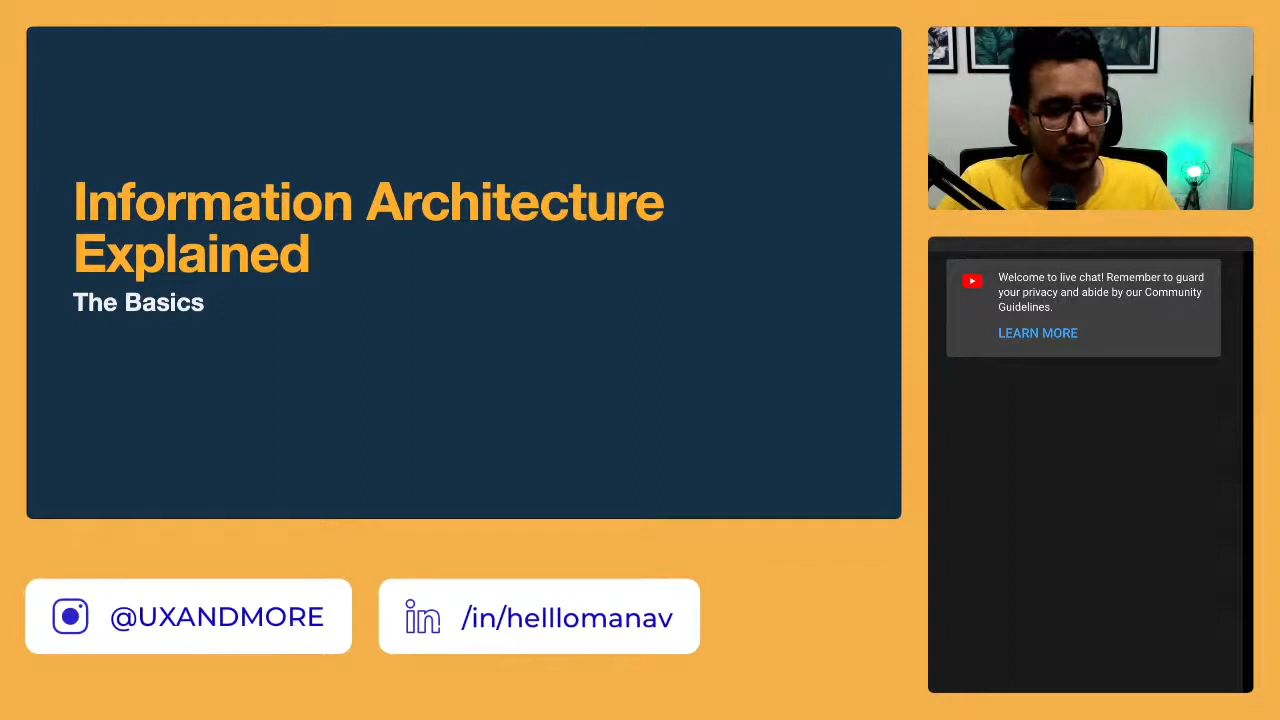 Information Architecture
Explained
The Basics
Welcome to live chat! Remember to guard
your privacy and abide by our Community
Guidelines.
LEARN MORE
@UXANDMORE
in
/in/helllomanav